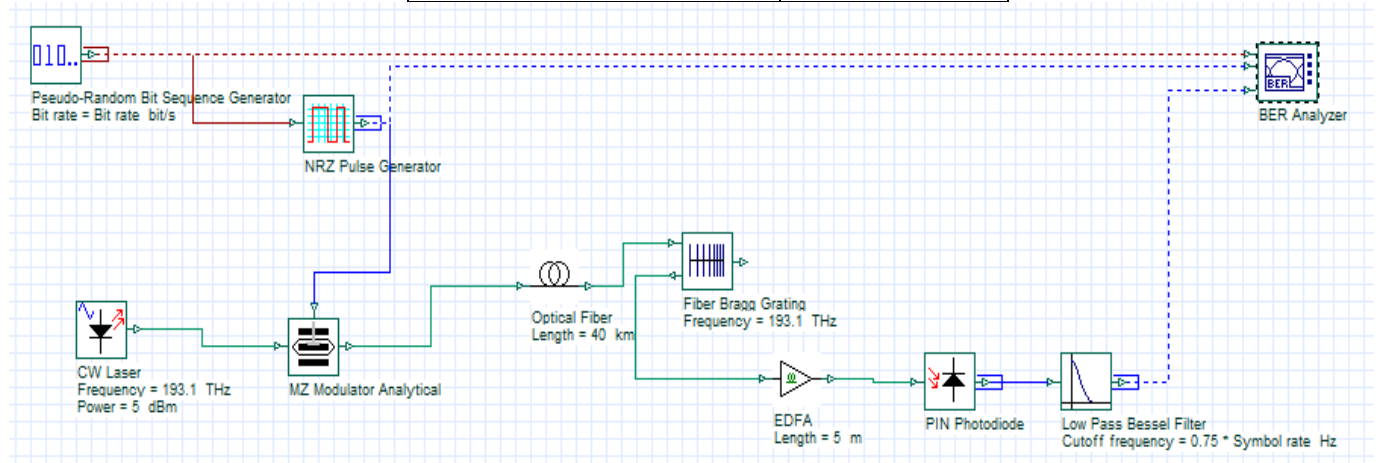 010..
Pseudo-Random Bit Sequence Generator
Bit rate = Bit rate bit/s
NRZ Pulse Generator
BER
BER Analyzer
Optical Fiber
Length = 40 km
Fiber Bragg Grating
Frequency = 193.1 THz
CW Laser
Frequency = 193.1 THz
Power = 5 dBm
MZ Modulator Analytical
EDFA
Length = 5 m
PIN Photodiode
Low Pass Bessel Filter
Cutoff frequency = 0.75 * Symbol rate Hz